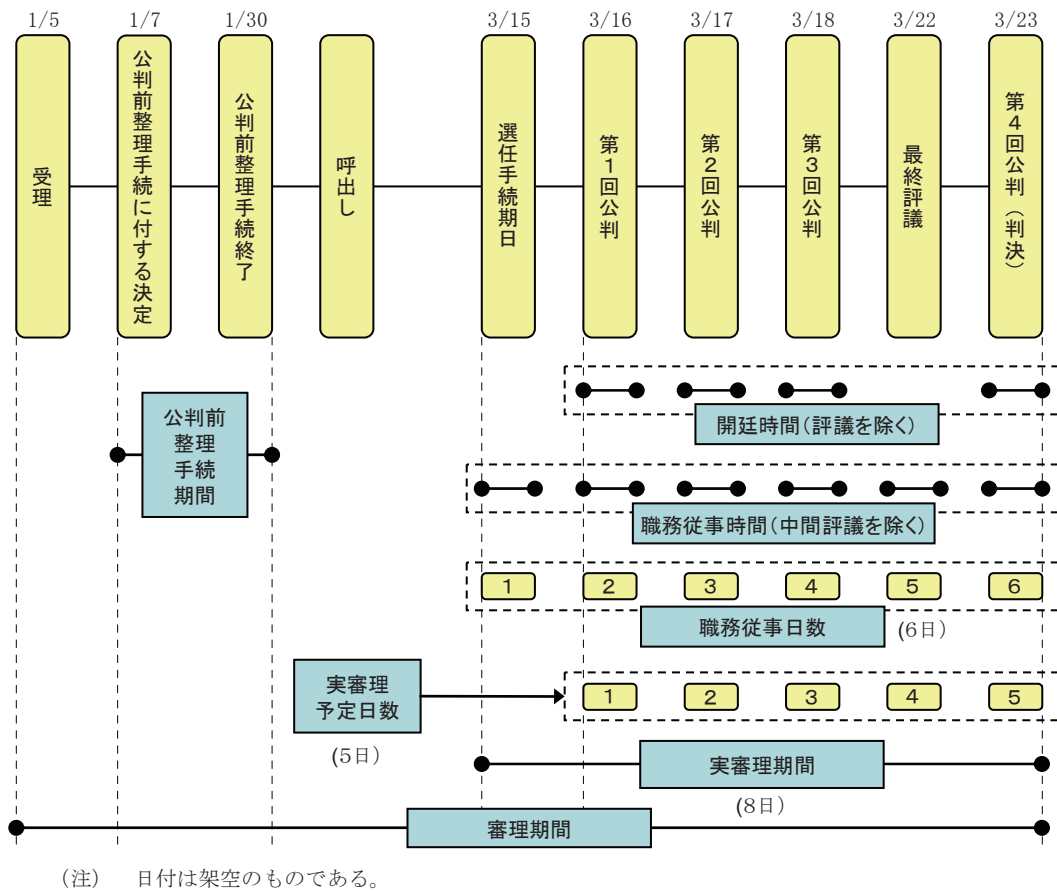 1/5 1/7 1/30 3/15 3/16 3/17 3/18 3/22 3/23
受理
公判前整理手続に付する決定
公判前整理手続終了
呼出し
選任手続期日
第1回公判
第2回公判
第3回公判
最終評議
第4回公判（判決）
開廷時間（評議を除く）
公判前
整理
手続
期間
職務従事時間（中間評議を除く）
1 2 3 4 5 6
職務従事日数 (6日）
実審理
予定日数
(5日）
1 2 3 4 5
実審理期間
(8日）
審理期間
（注） 日付は架空のものである。